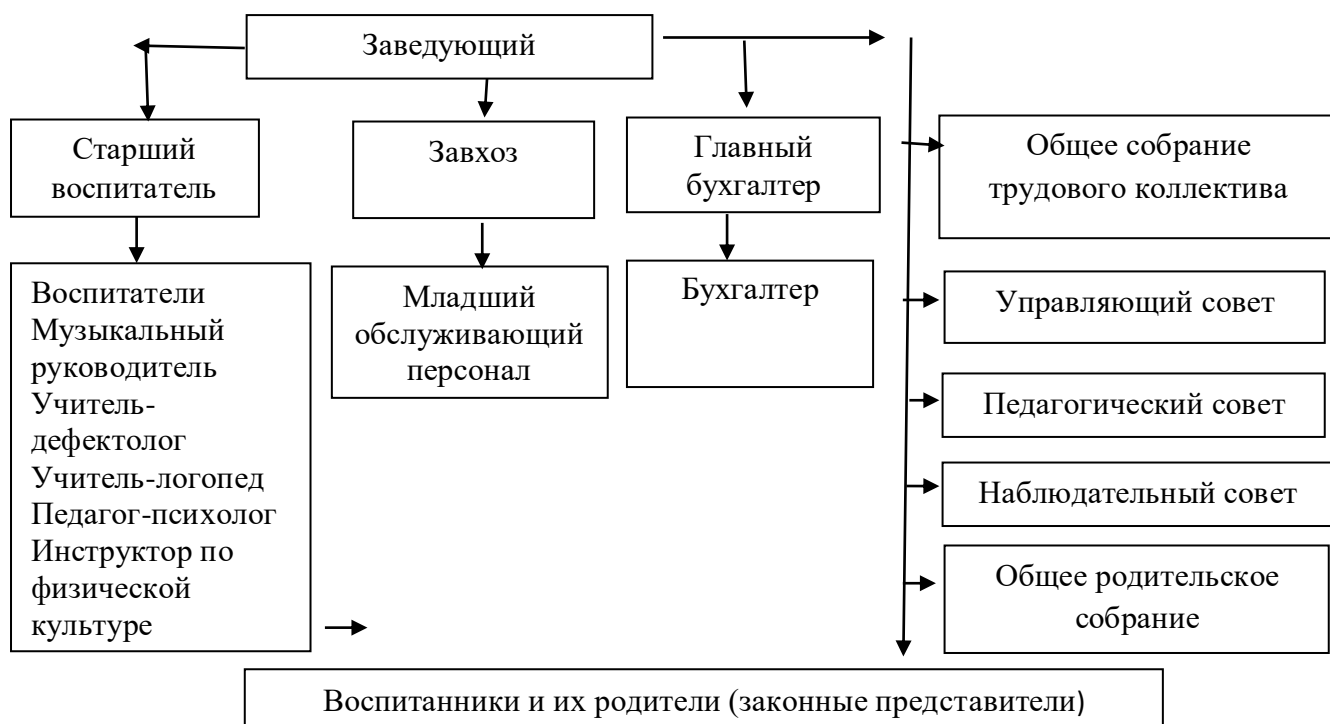 Заведующий
Старший
воспитатель
Завхоз
Главный
бухгалтер
Общее собрание
трудового коллектива
Воспитатели
Музыкальный
руководитель
Учитель-
дефектолог
Учитель-логопед
Педагог-психолог
Инструктор по
физической
культуре
Младший
обслуживающий
персонал
Бухгалтер
Управляющий совет
Педагогический совет
Наблюдательный совет
Общее родительское
собрание
Воспитанники и их родители (законные представители)